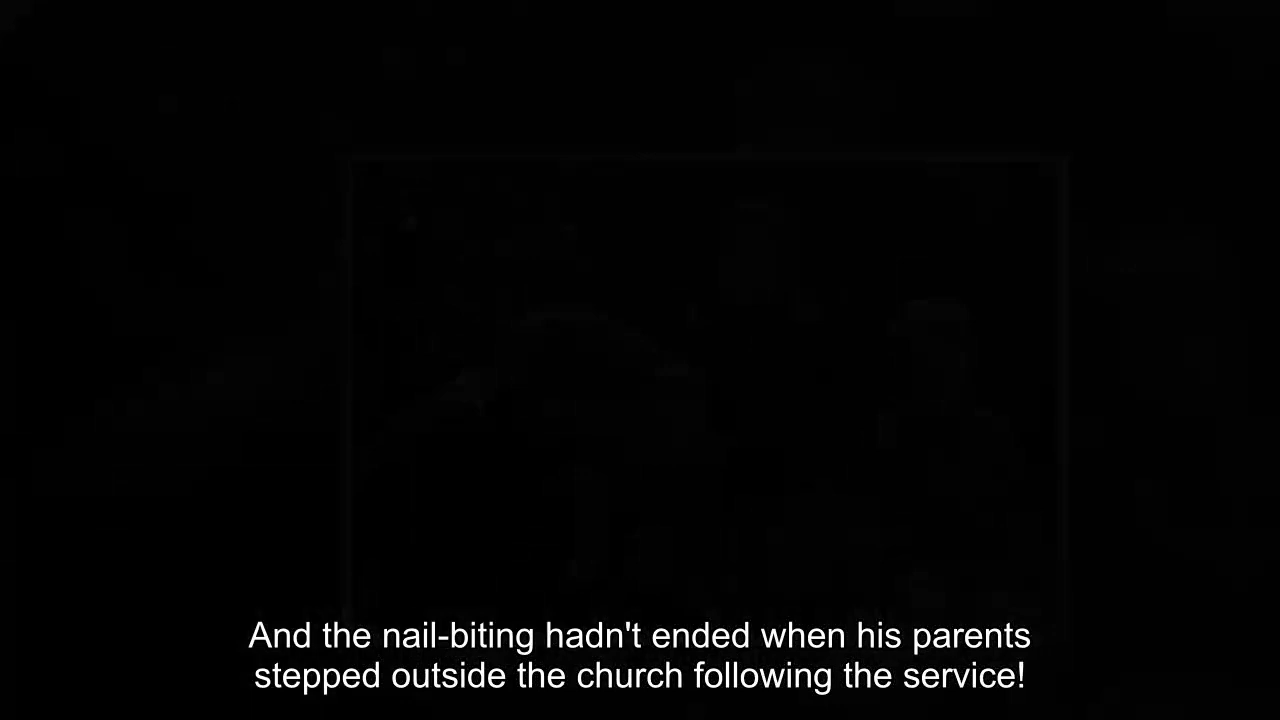 And the nail-biting hadn't ended when his parents
stepped outside the church following the service!